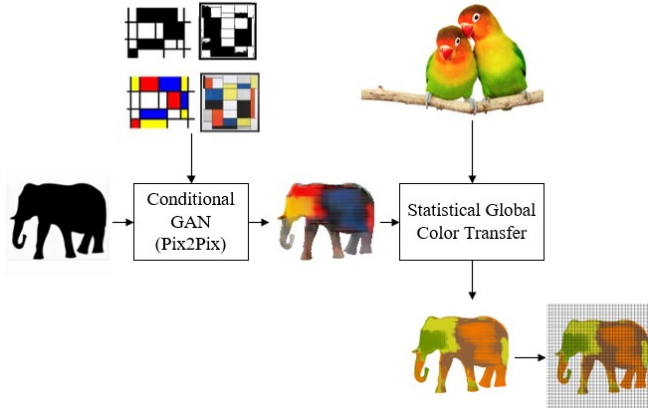 Conditional
GAN
(Pix2Pix)
Statistical Global
Color Transfer